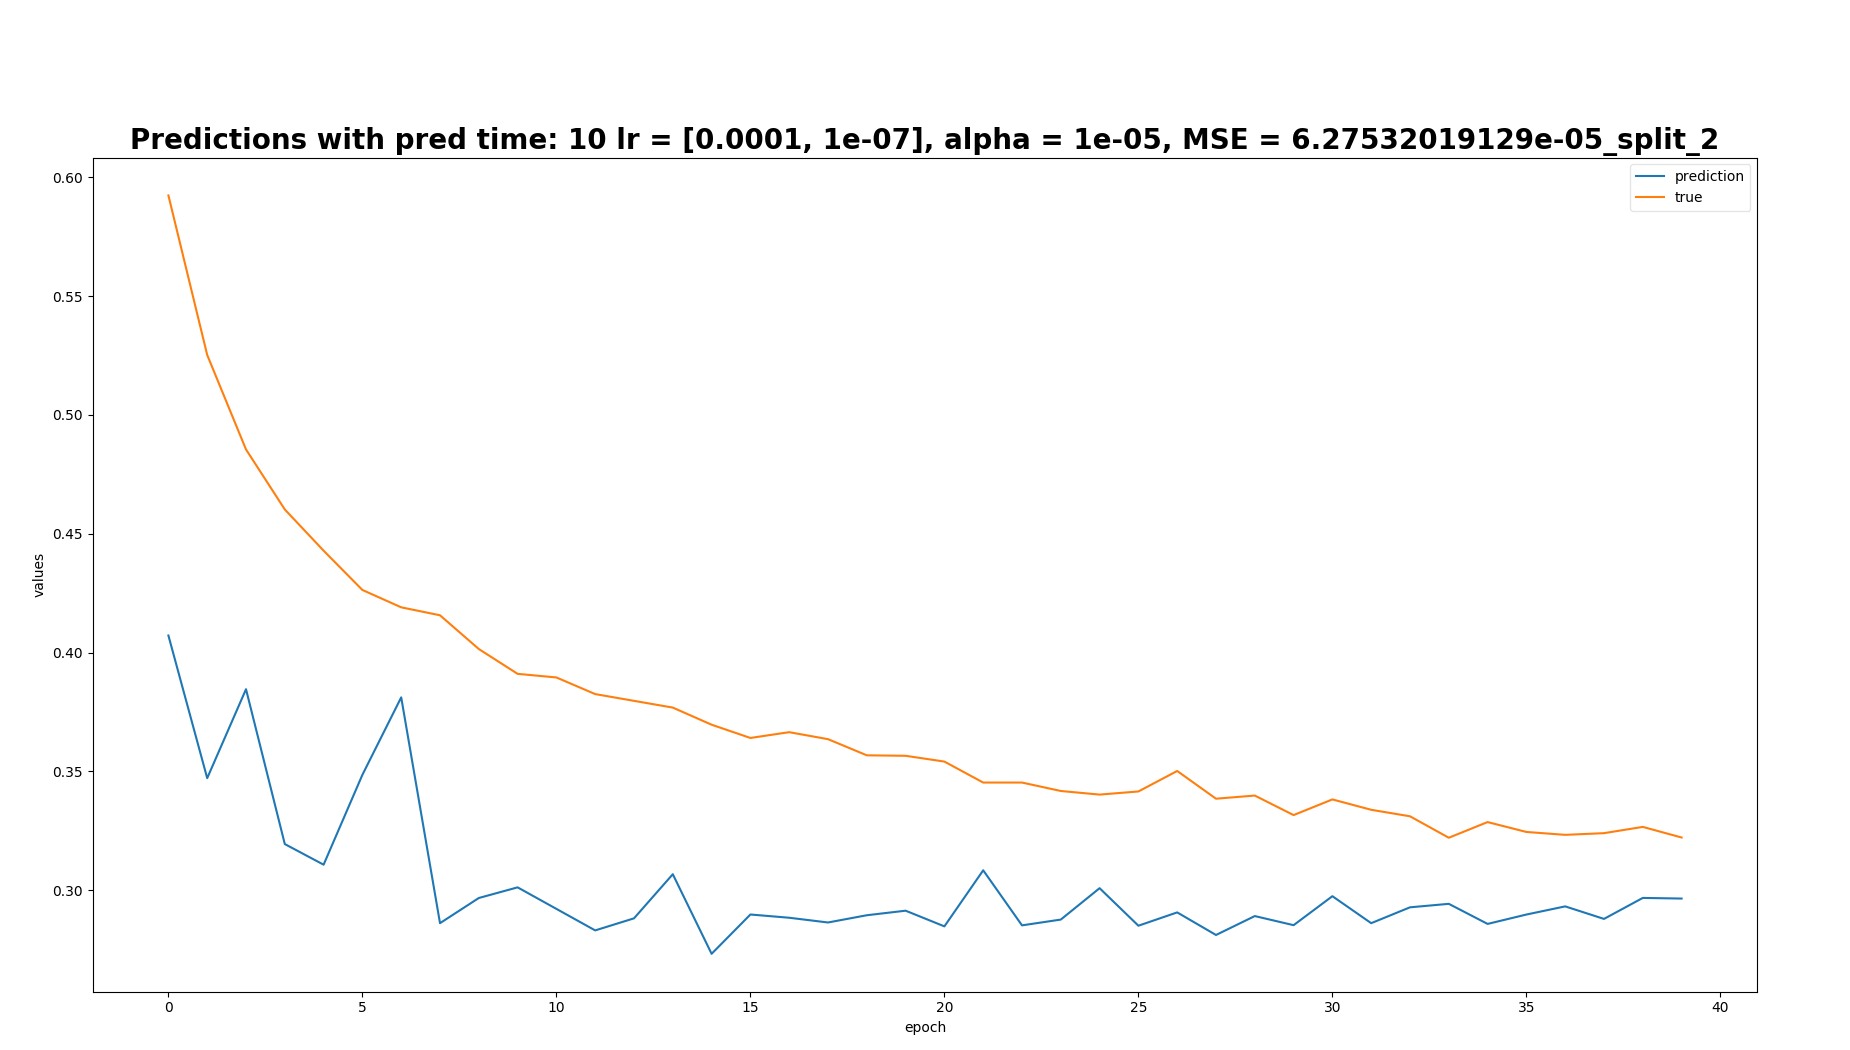 Predictions with pred time: 10 lr = [0.0001, 1e-07], alpha = 1e-05, MSE = 6.27532019129e-05_split_2
prediction
true
0.60
0.55
0.50
0.45
0.40
0.35
0.30
values
0 5 10 15 20 25 30 35 40
epoch